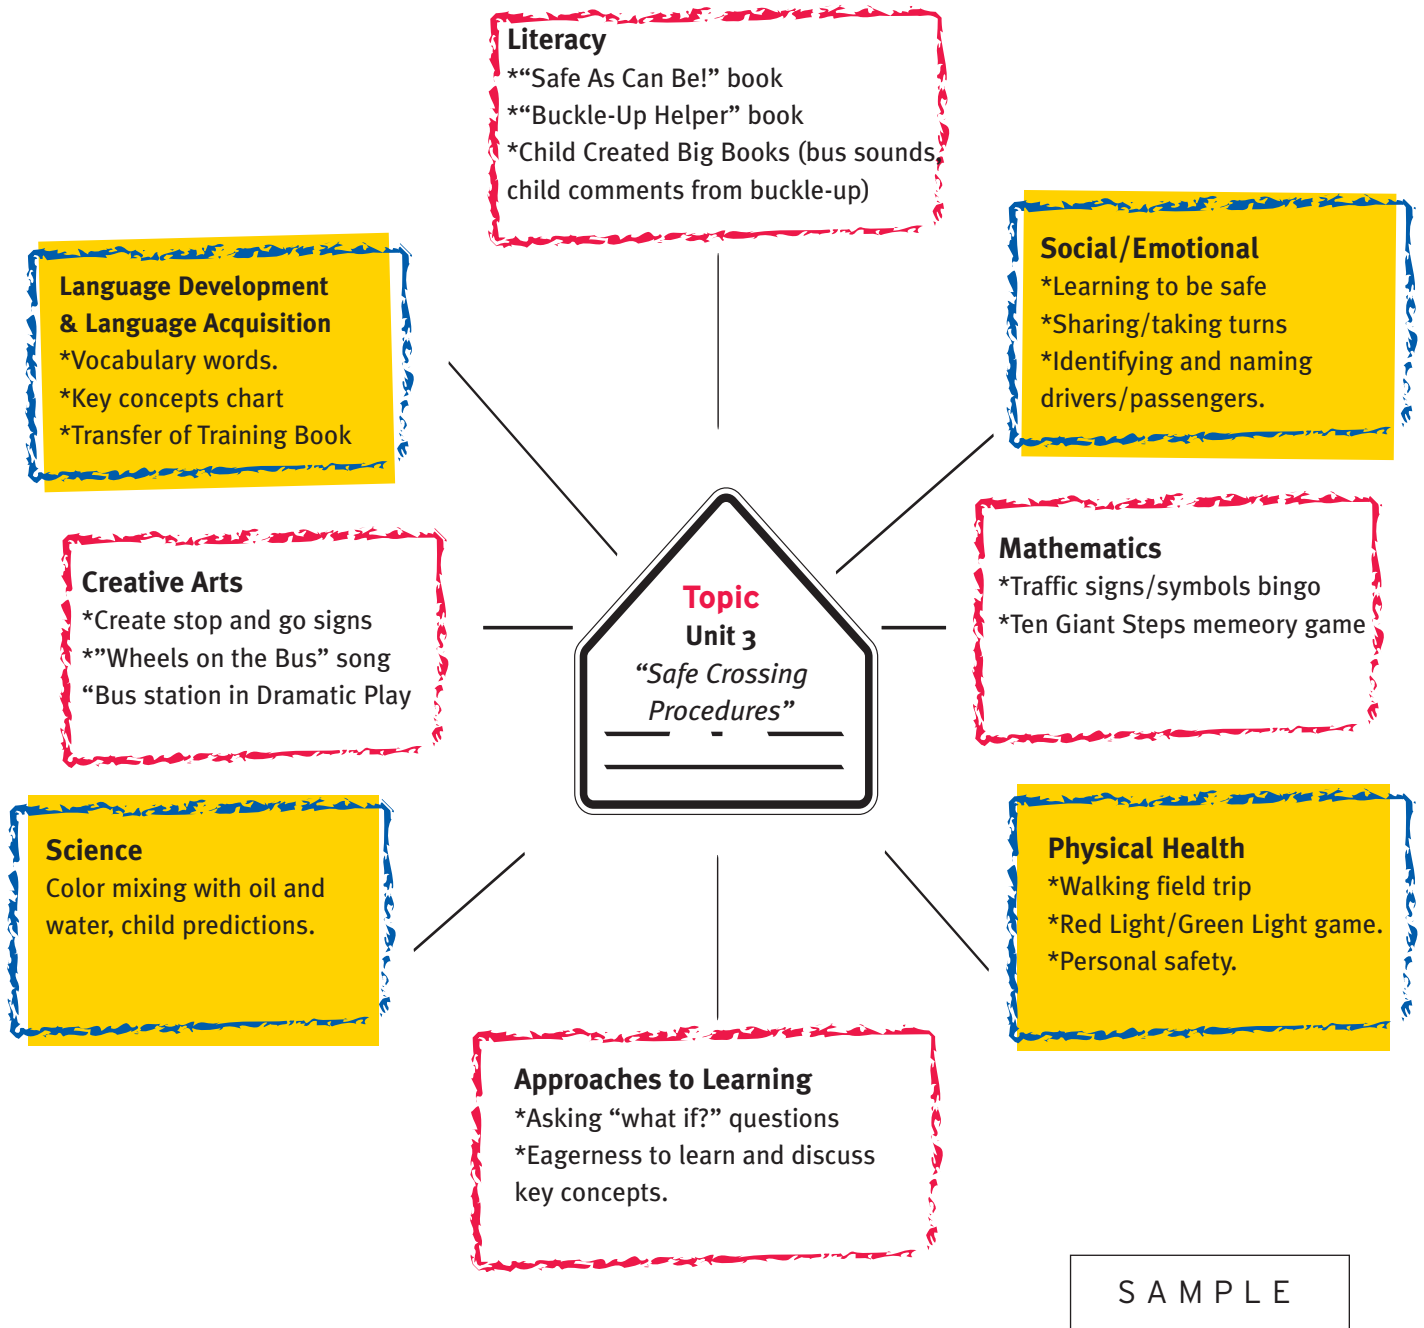 Literacy
*“Safe As Can Be!” book
*“Buckle-Up Helper” book
*Child Created Big Books (bus sounds,
child comments from buckle-up)
Language Development
& Language Acquisition
*Vocabulary words.
*Key concepts chart
*Transfer of Training Book
Social/Emotional
*Learning to be safe
*Sharing/taking turns
*Identifying and naming
drivers/passengers.
Creative Arts
*Create stop and go signs
*”Wheels on the Bus” song
“Bus station in Dramatic Play
Topic
Unit 3
“Safe Crossing
Procedures”
Mathematics
*Traffic signs/symbols bingo
*Ten Giant Steps memeory game
Science
Color mixing with oil and
water, child predictions.
Physical Health
*Walking field trip
*Red Light/Green Light game.
*Personal safety.
Approaches to Learning
*Asking “what if?” questions
*Eagerness to learn and discuss
key concepts.
SAMPLE